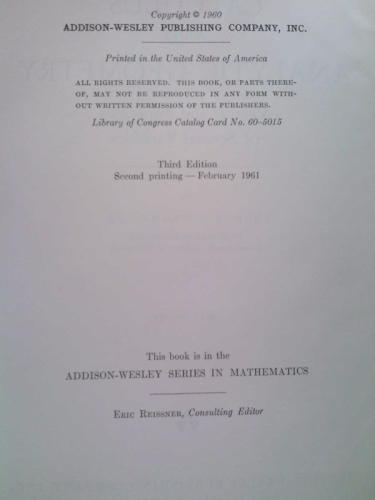 Copyright © 1960
ADDISON-WESLEY PUBLISHING COMPANY, INC.
Printed in the United States of America
ALL RIGHTS RESERVED. THIS BOOK, OR PARTS THERE-
OF, MAY NOT BE REPRODUCED IN ANY FORM WITH-
OUT WRITTEN PERMISSION OF THE PUBLISHERS.
Library of Congress Catalog Card No. 60-5015
Third Edition
Second printing — February 1961
This book is in the
ADDISON-WESLEY SERIES IN MATHEMATICS
ERIC REISSNER, Consulting Editor